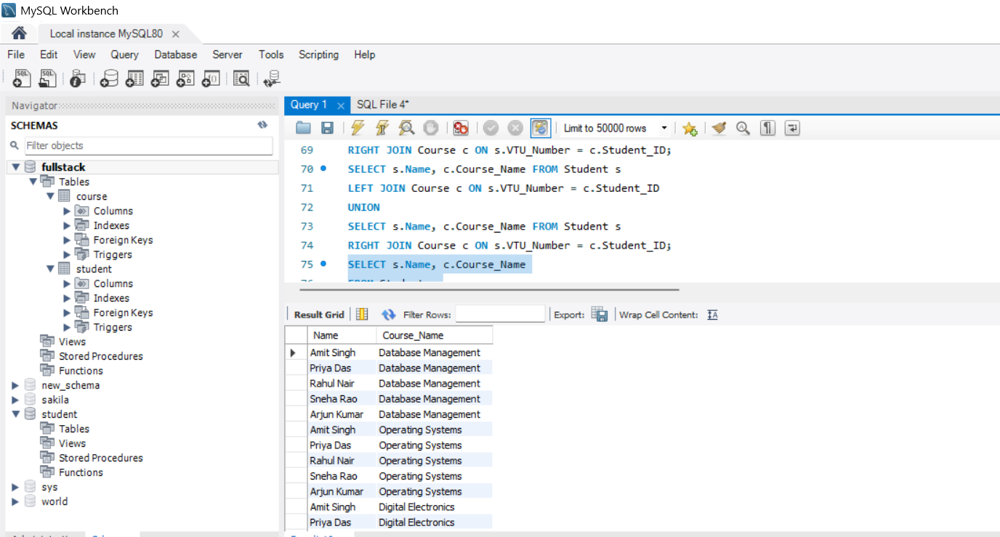 MySQL Workbench
Local instance MySQL80
File Edit View Query Database Server Tools Scripting Help
Navigator
SCHEMAS
Filter objects
fullstack
Tables
course
Columns
Indexes
Foreign Keys
Triggers
student
Columns
Indexes
Foreign Keys
Triggers
Views
Stored Procedures
Functions
new_schema
sakila
student
Tables
Views
Stored Procedures
Functions
sys
world
Query 1 SQL File 4*
Limit to 50000 rows
69 RIGHT JOIN Course c ON s.VTU_Number = c.Student_ID;
70 SELECT s.Name, c.Course_Name FROM Student s
71 LEFT JOIN Course c ON s.VTU_Number = c.Student_ID
72 UNION
73 SELECT s.Name, c.Course_Name FROM Student s
74 RIGHT JOIN Course c ON s.VTU_Number = c.Student_ID;
75 SELECT s.Name, c.Course_Name
Result Grid Filter Rows: Export: Wrap Cell Content:
Name Course_Name
Amit Singh Database Management
Priya Das Database Management
Rahul Nair Database Management
Sneha Rao Database Management
Arjun Kumar Database Management
Amit Singh Operating Systems
Priya Das Operating Systems
Rahul Nair Operating Systems
Sneha Rao Operating Systems
Arjun Kumar Operating Systems
Amit Singh Digital Electronics
Priya Das Digital Electronics